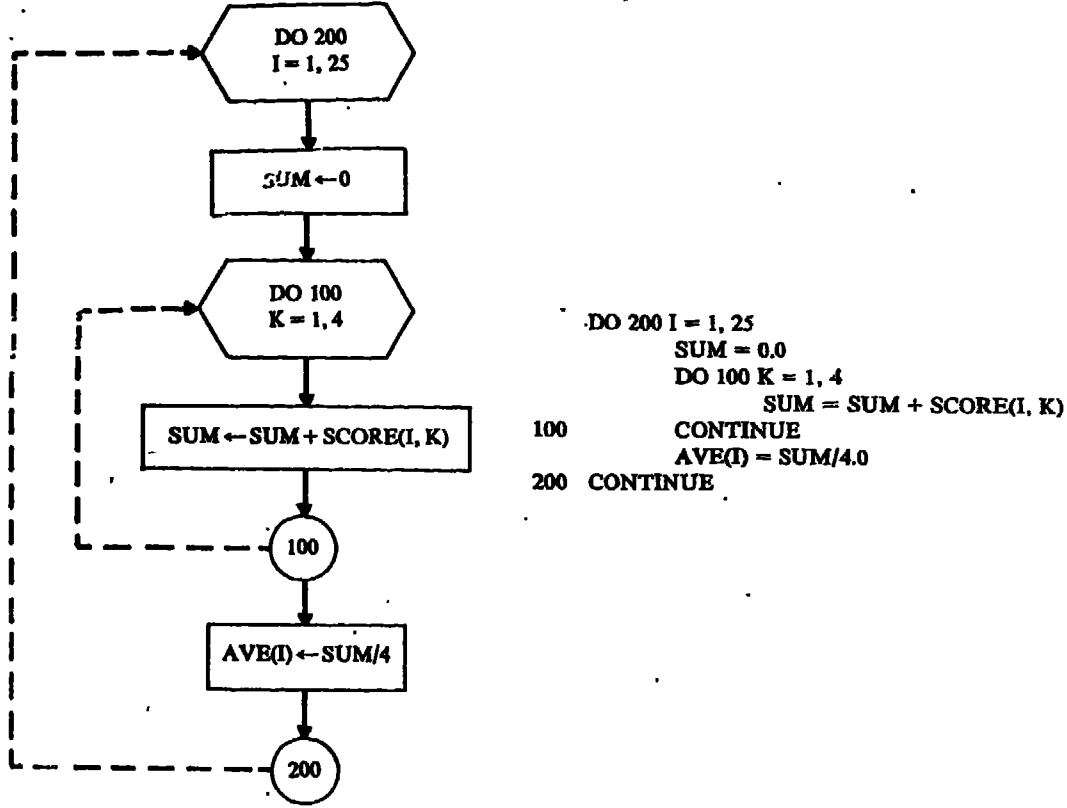 DO 200
I = 1, 25
SUM ← 0
DO 100
K = 1, 4
SUM ← SUM + SCORE(I, K)
100
AVE(I) ← SUM/4
200
DO 200 I = 1, 25
SUM = 0.0
DO 100 K = 1, 4
SUM = SUM + SCORE(I, K)
100 CONTINUE
AVE(I) = SUM/4.0
200 CONTINUE